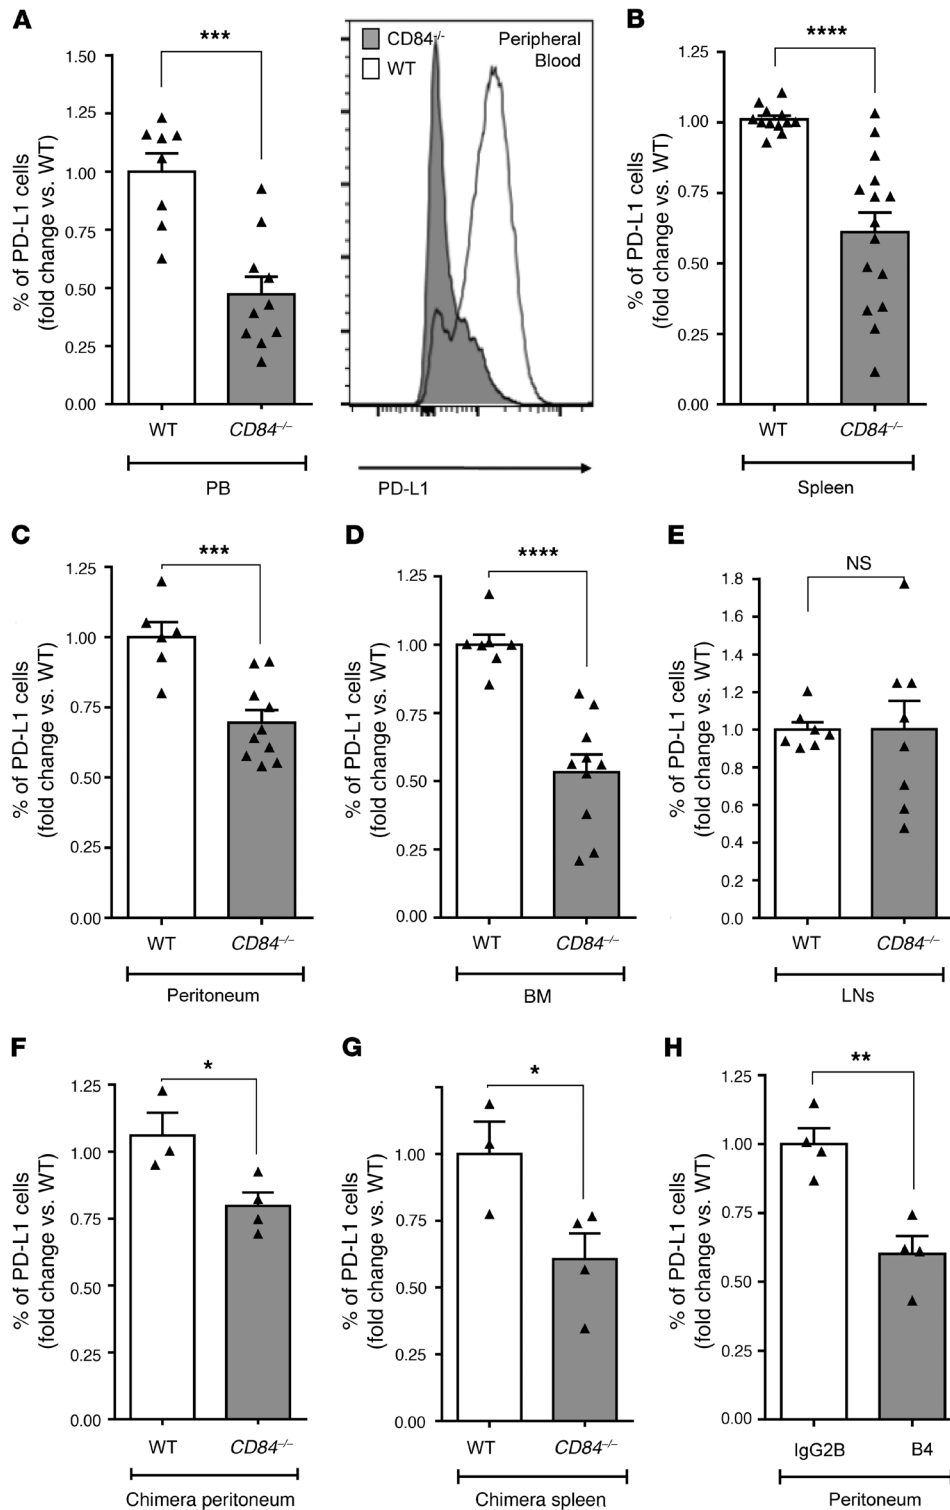 A
% of PD-L1 cells
(fold change vs. WT)
1.50
1.25
1.00
0.75
0.50
0.25
0.00
***
WT
CD84–/–
PB
CD84-/-
WT
Peripheral
Blood
PD-L1
B
% of PD-L1 cells
(fold change vs. WT)
1.25
1.00
0.75
0.50
0.25
0.00
****
WT
CD84–/–
Spleen
C
% of PD-L1 cells
(fold change vs. WT)
1.25
1.00
0.75
0.50
0.25
0.00
***
WT
CD84–/–
Peritoneum
D
% of PD-L1 cells
(fold change vs. WT)
1.25
1.00
0.75
0.50
0.25
0.00
****
WT
CD84–/–
BM
E
% of PD-L1 cells
(fold change vs. WT)
1.8
1.6
1.4
1.2
1.0
0.8
0.6
0.4
0.2
0.0
NS
WT
CD84–/–
LNs
F
% of PD-L1 cells
(fold change vs. WT)
1.25
1.00
0.75
0.50
0.25
0.00
*
WT
CD84–/–
Chimera peritoneum
G
% of PD-L1 cells
(fold change vs. WT)
1.00
0.75
0.50
0.25
0.00
*
WT
CD84–/–
Chimera spleen
H
% of PD-L1 cells
(fold change vs. WT)
1.25
1.00
0.75
0.50
0.25
0.00
**
IgG2B
B4
Peritoneum